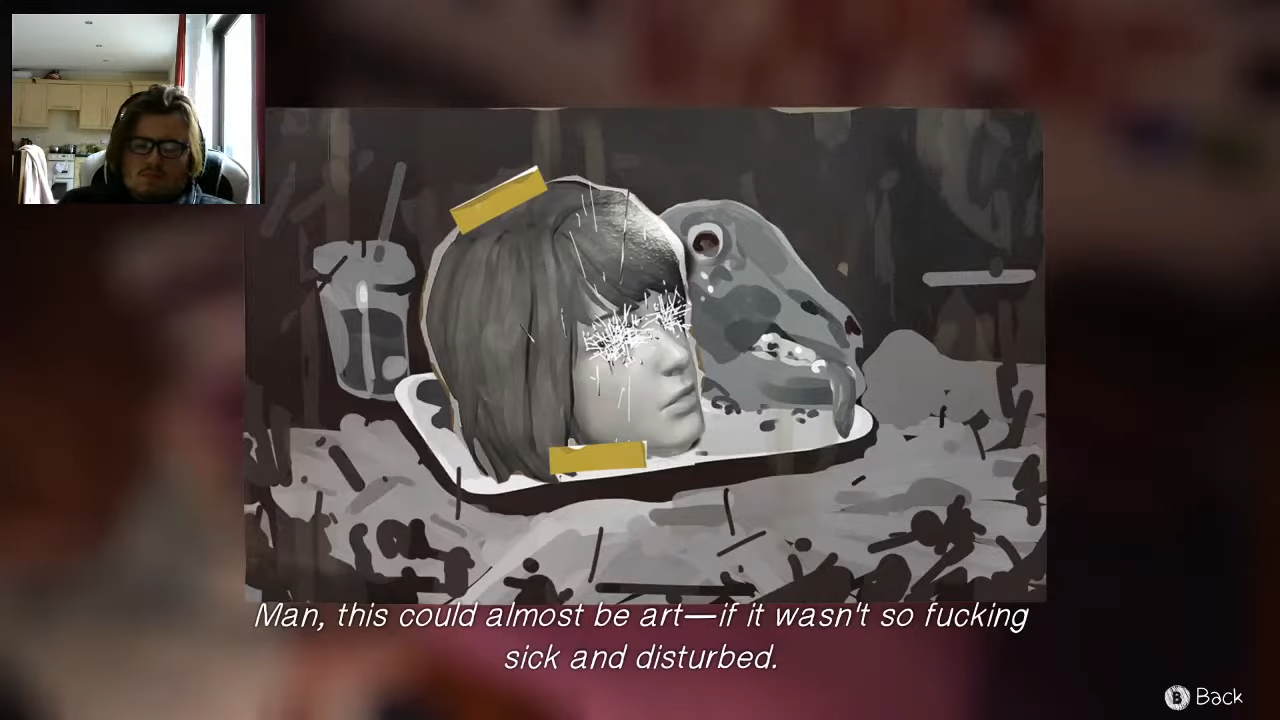 Man, this could almost be art—if it wasn't so fucking
sick and disturbed.
B Back